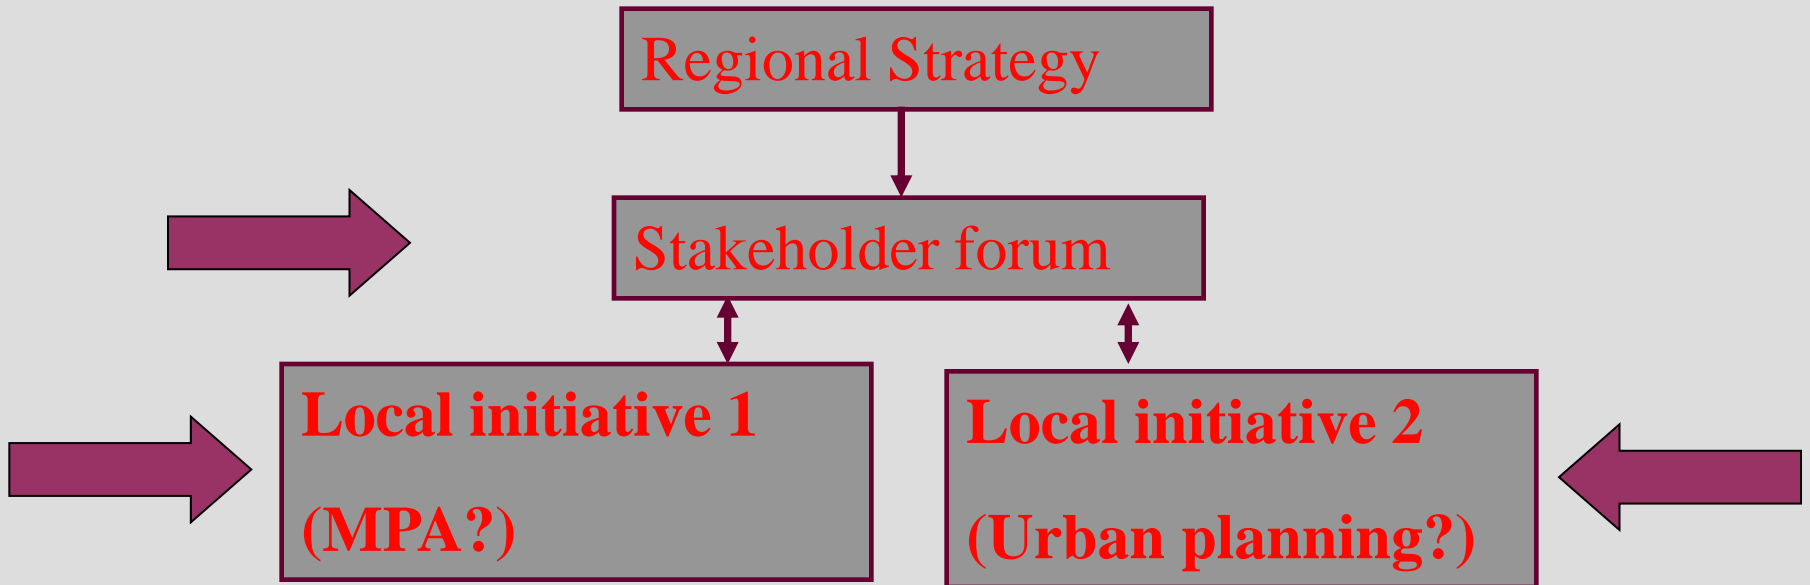 Regional Strategy
Stakeholder forum
Local initiative 1
(MPA?)
Local initiative 2
(Urban planning?)